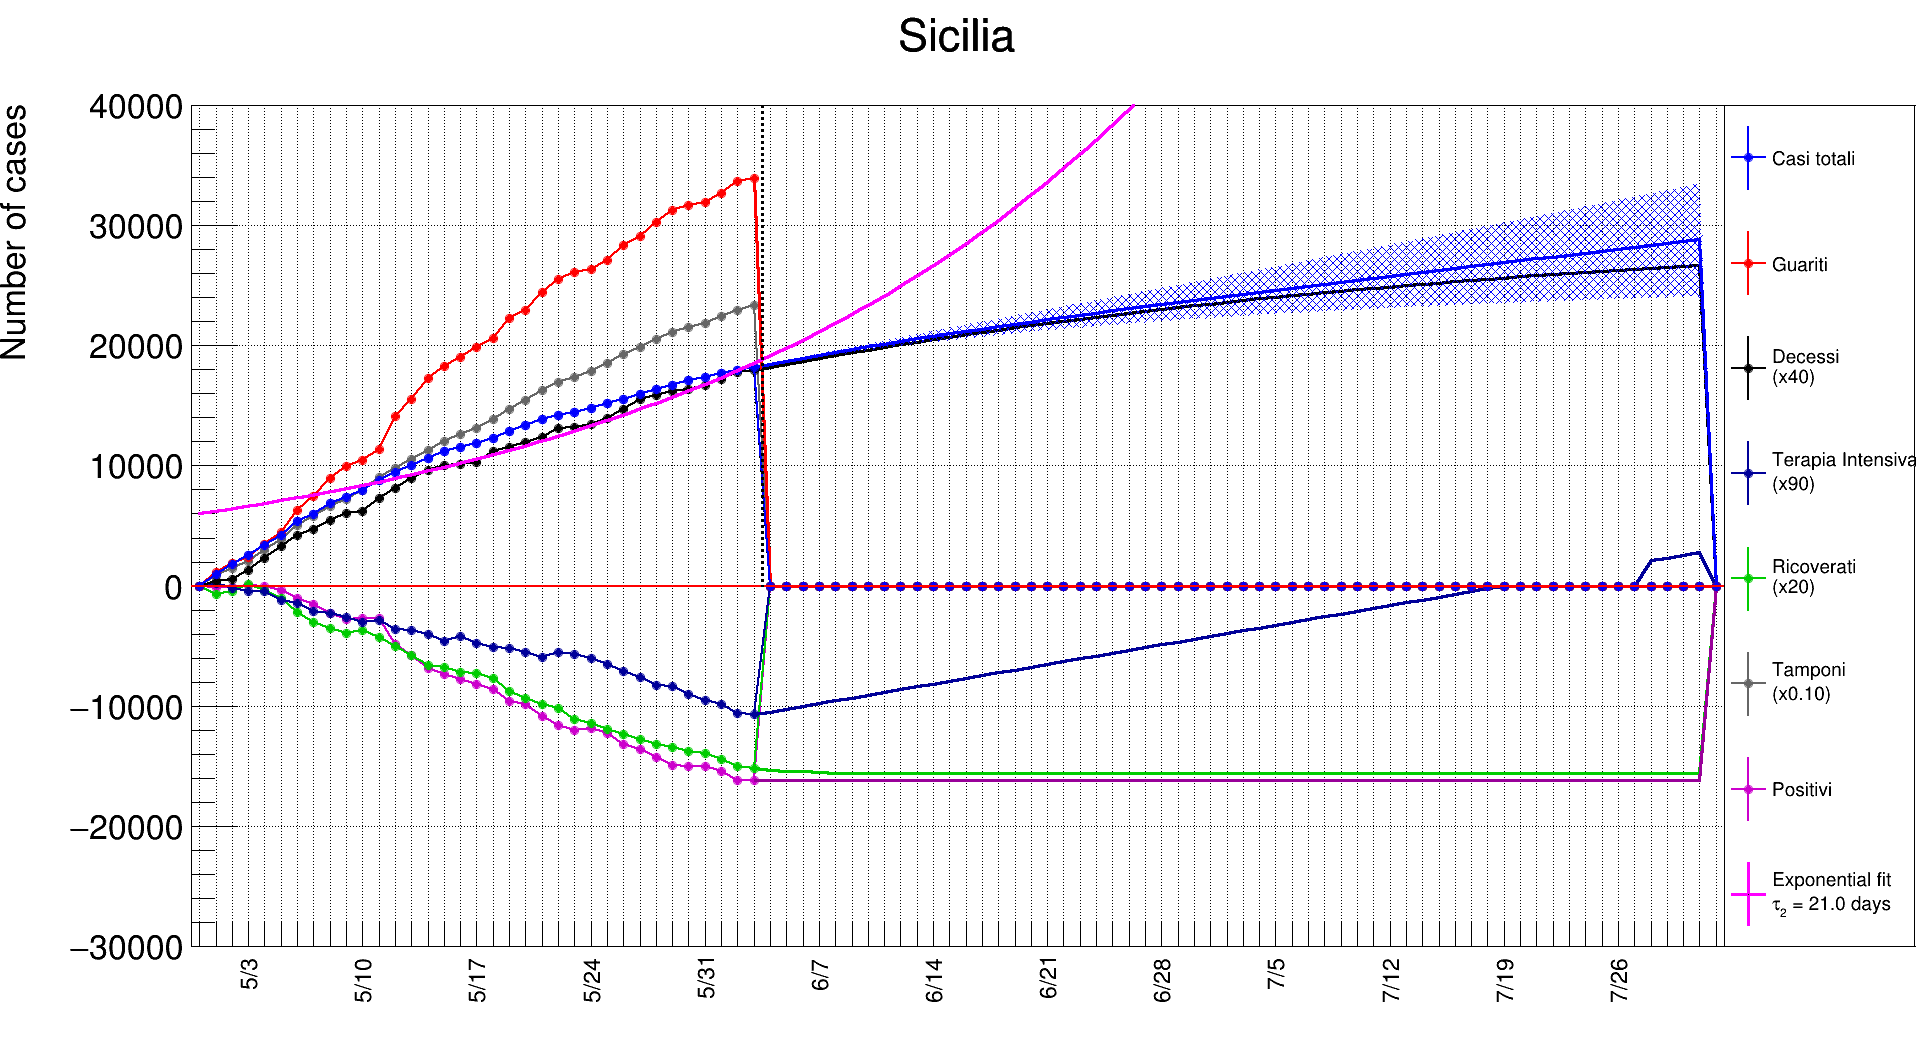 Sicilia
Number of cases
40000
30000
20000
10000
0
−10000
−20000
−30000
5/3
5/10
5/17
5/24
5/31
6/7
6/14
6/21
6/28
7/5
7/12
7/19
7/26
Casi totali
Guariti
Decessi
(x40)
Terapia Intensiva
(x90)
Ricoverati
(x20)
Tamponi
(x0.10)
Positivi
Exponential fit
τ2 = 21.0 days